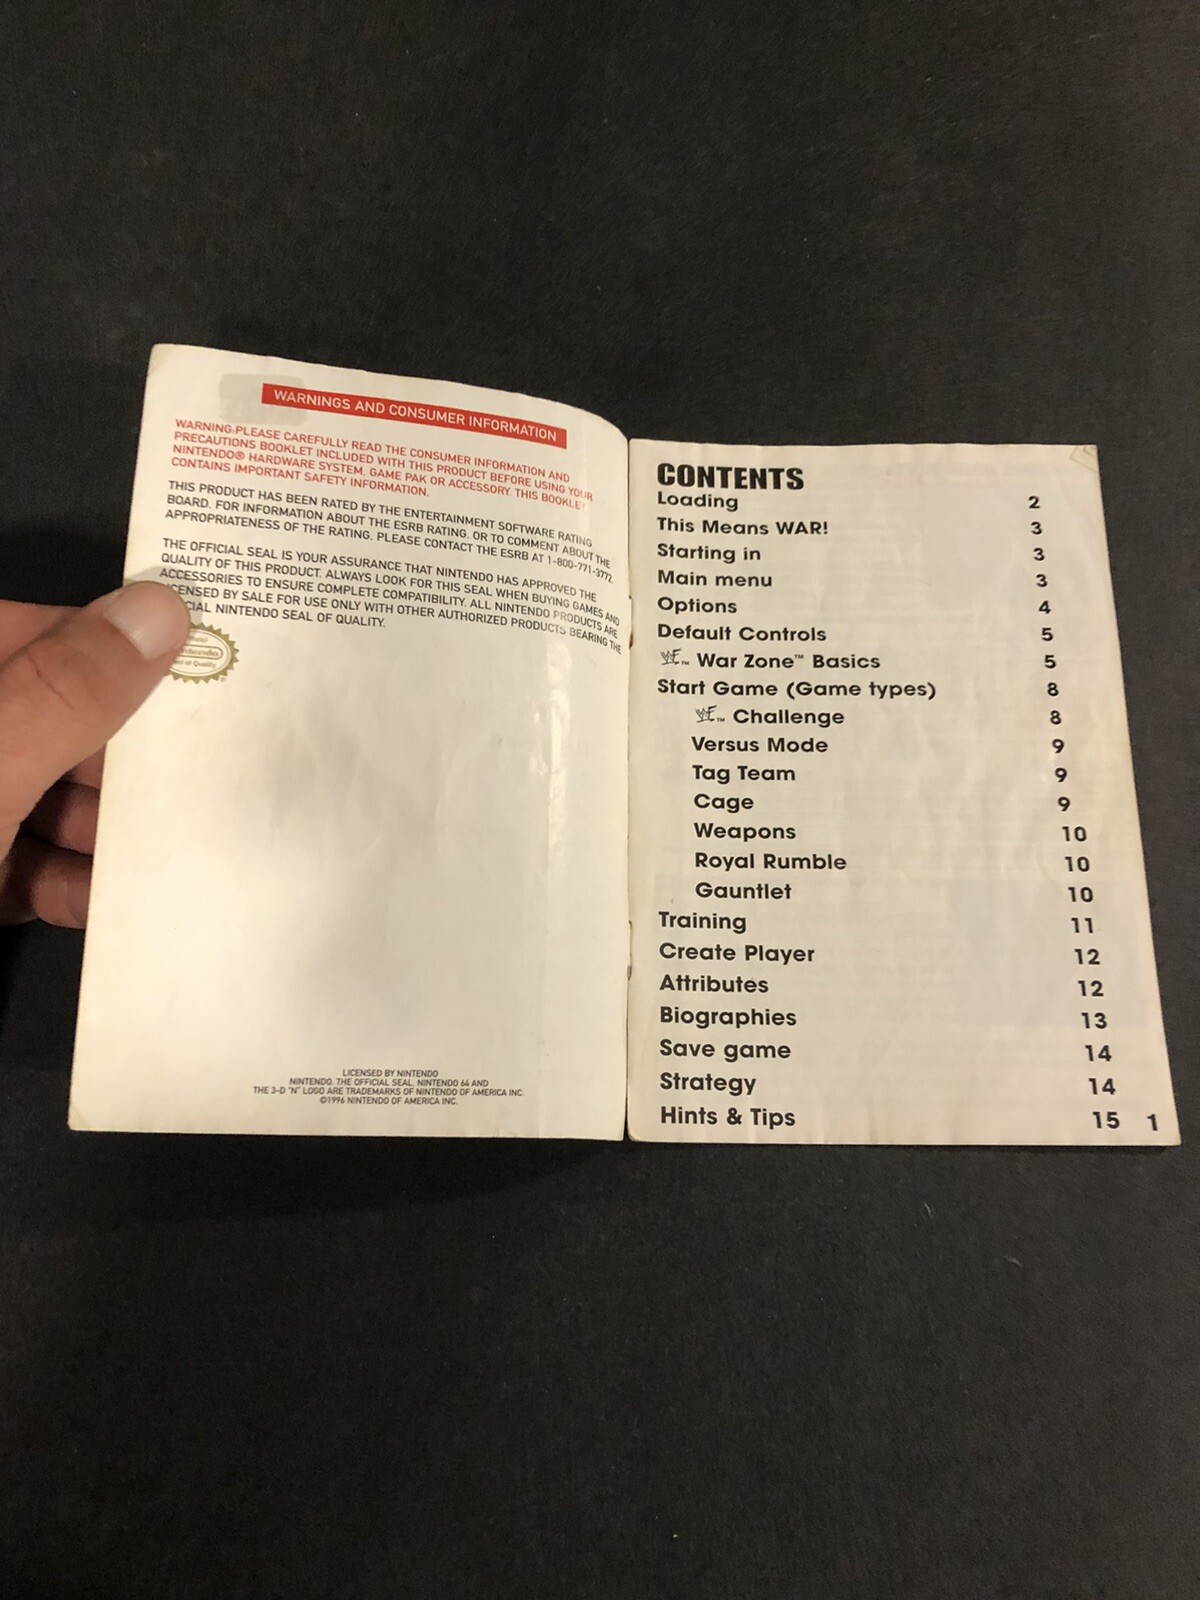 WARNINGS AND CONSUMER INFORMATION
WARNING:PLEASE CAREFULLY READ THE CONSUMER INFORMATION AND
PRECAUTIONS BOOKLET INCLUDED WITH THIS PRODUCT BEFORE USING YOUR
NINTENDO® HARDWARE SYSTEM, GAME PAK OR ACCESSORY. THIS BOOKLET
CONTAINS IMPORTANT SAFETY INFORMATION.
THIS PRODUCT HAS BEEN RATED BY THE ENTERTAINMENT SOFTWARE RATING
BOARD. FOR INFORMATION ABOUT THE ESRB RATING. OR TO COMMENT ABOUT THE
APPROPRIATENESS OF THE RATING, PLEASE CONTACT THE ESRB AT 1-800-771-3772.
THE OFFICIAL SEAL IS YOUR ASSURANCE THAT NINTENDO HAS APPROVED THE
QUALITY OF THIS PRODUCT. ALWAYS LOOK FOR THIS SEAL WHEN BUYING GAMES AND
ACCESSORIES TO ENSURE COMPLETE COMPATIBILITY. ALL NINTENDO PRODUCTS ARE
ICENSED BY SALE FOR USE ONLY WITH OTHER AUTHORIZED PRODUCTS BEARING THE
CIAL NINTENDO SEAL OF QUALITY.
of Quality
LICENSED BY NINTENDO
NINTENDO, THE OFFICIAL SEAL, NINTENDO 64 AND
THE 3-D "N" LOGO ARE TRADEMARKS OF NINTENDO OF AMERICA INC.
©1996 NINTENDO OF AMERICA INC.
CONTENTS
Loading 2
This Means WAR! 3
Starting in 3
Main menu 3
Options 4
Default Controls 5
WF™ War Zone™ Basics 5
Start Game (Game types) 8
WF™ Challenge 8
Versus Mode 9
Tag Team 9
Cage 9
Weapons 10
Royal Rumble 10
Gauntlet 10
Training 11
Create Player 12
Attributes 12
Biographies 13
Save game 14
Strategy 14
Hints & Tips 15
1